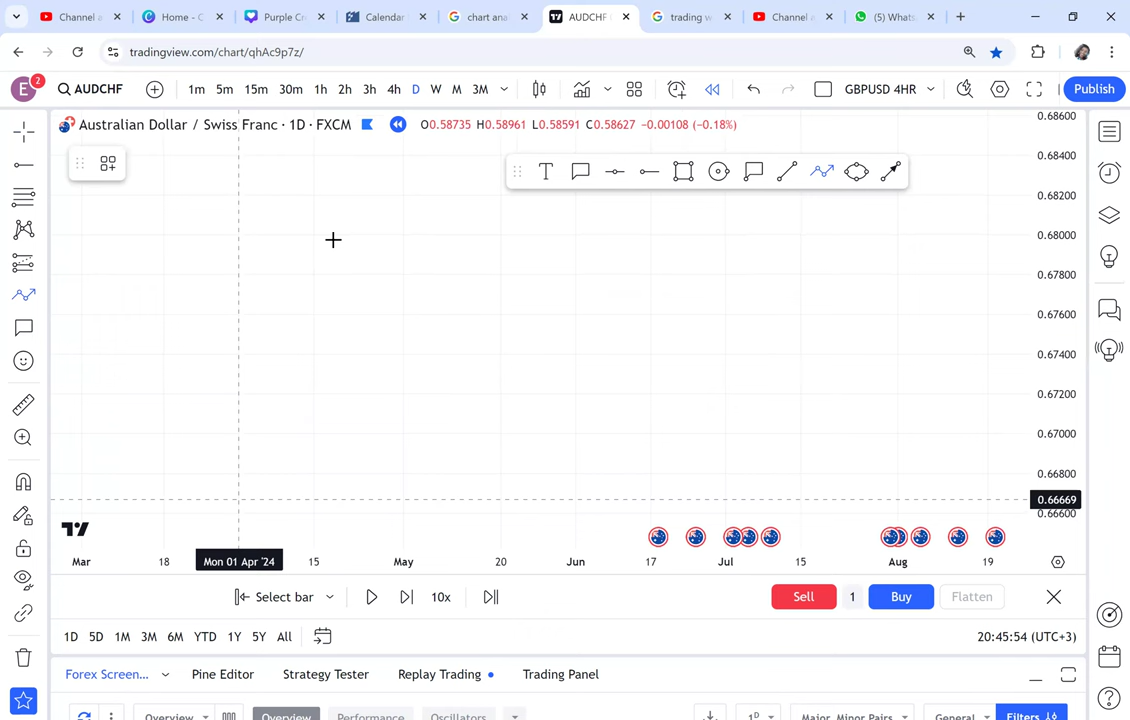 Channel a
Home - C
Purple Cr
Calendar
chart anal
AUDCHF
trading w
Channel a
(5) Whats
tradingview.com/chart/qhAc9p7z/
E 2 AUDCHF 1m 5m 15m 30m 1h 2h 3h 4h D W M 3M GBPUSD 4HR Publish
Australian Dollar / Swiss Franc · 1D · FXCM O0.58735 H0.58961 L0.58591 C0.58627 -0.00108 (-0.18%)
T
0.68600
0.68400
0.68200
0.68000
0.67800
0.67600
0.67400
0.67200
0.67000
0.66800
0.66669
0.66600
Mar 18 Mon 01 Apr '24 15 May 20 Jun 17 Jul 15 Aug 19
Select bar 10x Sell 1 Buy Flatten
1D 5D 1M 3M 6M YTD 1Y 5Y All 20:45:54 (UTC+3)
Forex Screen... Pine Editor Strategy Tester Replay Trading Trading Panel
Overview Overview Performance Oscillators 1D Major, Minor Pairs General Filters